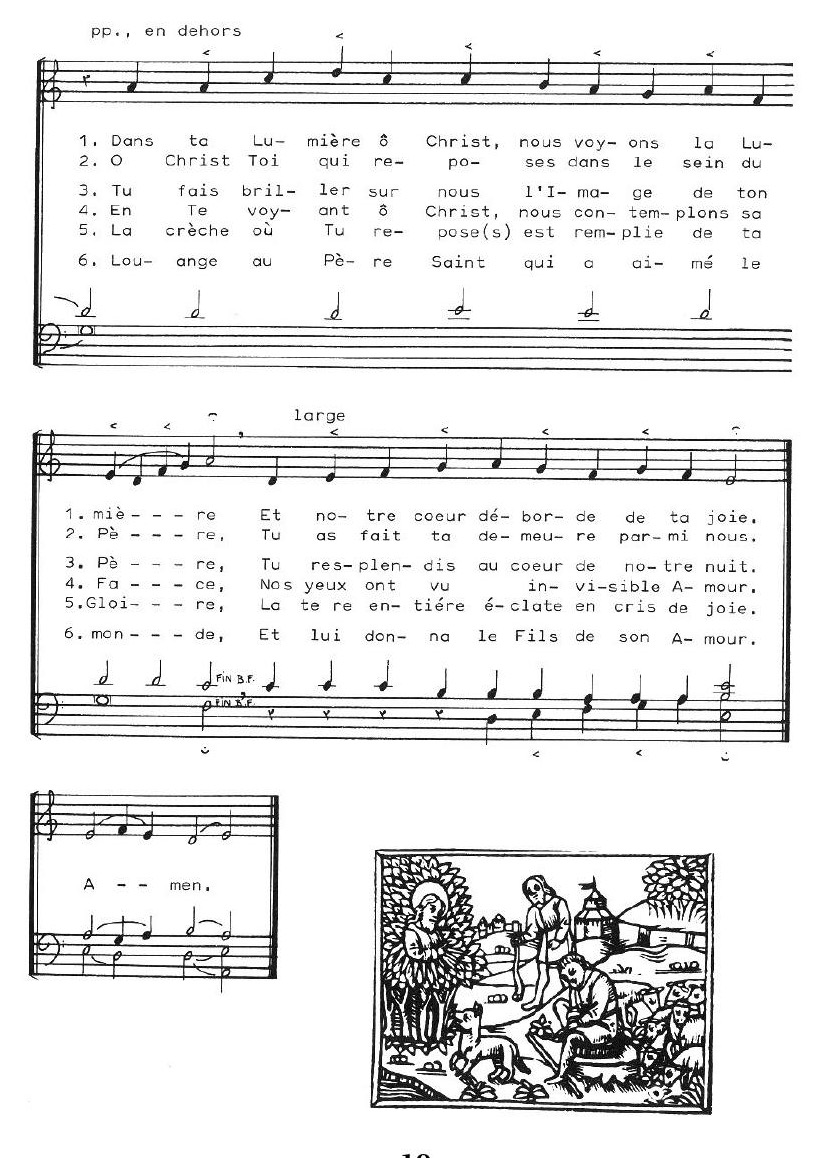 pp., en dehors
1. Dans ta Lu- mière ô Christ, nous voy- ons la Lu-
2. O Christ Toi qui re- po- ses dans le sein du
3. Tu fais bril- ler sur nous l'I- ma- ge de ton
4. En Te voy- ant ô Christ, nous con- tem- plons sa
5. La crèche où Tu re- pose(s) est rem- plie de ta
6. Lou- ange au Pè- re Saint qui a ai- mé le
large
1. miè - - - re Et no- tre coeur dé- bor- de de ta joie.
2. Pè - - - re, Tu as fait ta de- meu- re par- mi nous.
3. Pè - - - re, Tu res- plen- dis au coeur de no- tre nuit.
4. Fa - - - ce, Nos yeux ont vu in- vi- sible A- mour.
5. Gloi- - - re, La te re en- tiére é- clate en cris de joie.
6. mon - - - de, Et lui don- na le Fils de son A- mour.
FIN B.F.
FIN B.F.
A - - men.